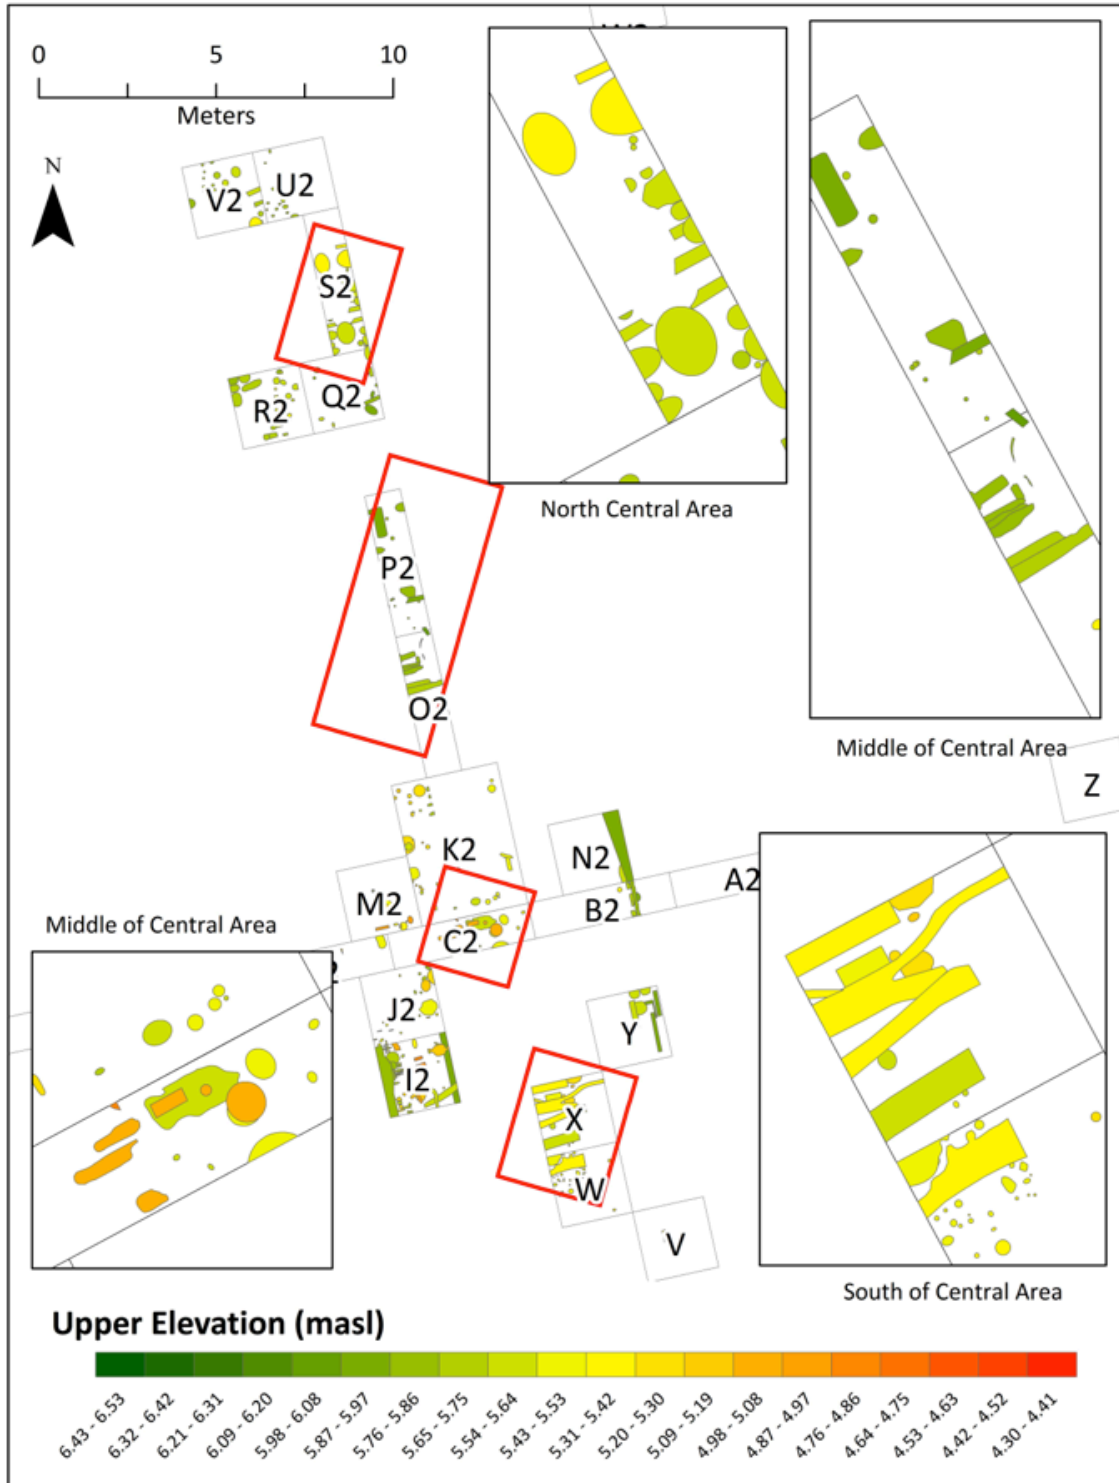 0 5 10
Meters
N
V2 U2
S2
R2 Q2
North Central Area
P2
O2
Middle of Central Area
Z
K2
N2
A2
M2
B2
C2
Middle of Central Area
J2
Y
I2
X
W
V
South of Central Area
Upper Elevation (masl)
6.43 - 6.53
6.32 - 6.42
6.21 - 6.31
6.09 - 6.20
5.98 - 6.08
5.87 - 5.97
5.76 - 5.86
5.65 - 5.75
5.54 - 5.64
5.43 - 5.53
5.31 - 5.42
5.20 - 5.30
5.09 - 5.19
4.98 - 5.08
4.87 - 4.97
4.76 - 4.86
4.64 - 4.75
4.53 - 4.63
4.42 - 4.52
4.30 - 4.41